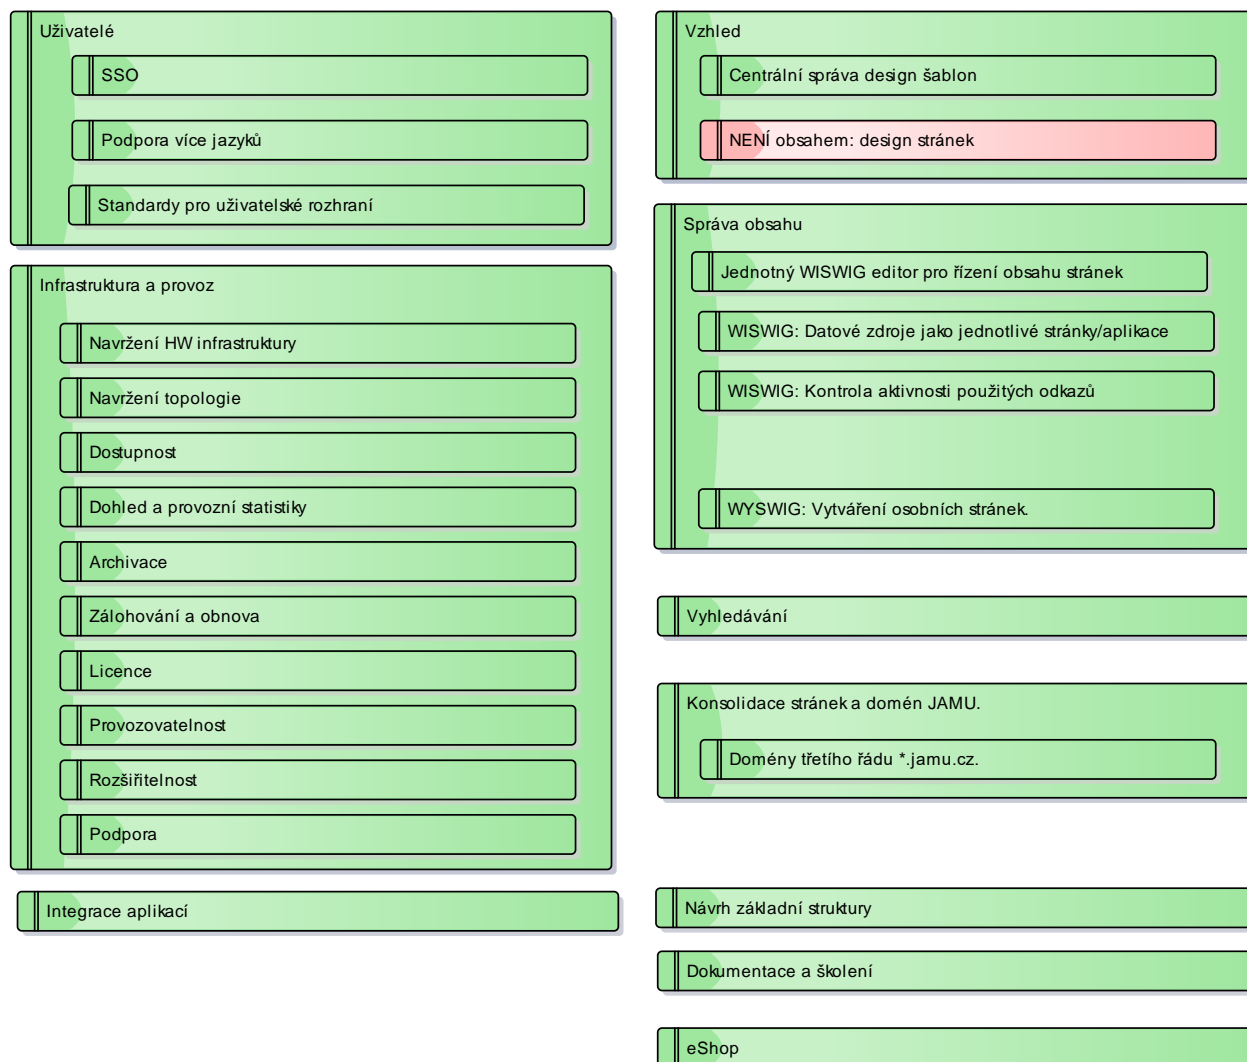 Uživatelé
SSO
Podpora více jazyků
Standardy pro uživatelské rozhraní
Infrastruktura a provoz
Navržení HW infrastruktury
Navržení topologie
Dostupnost
Dohled a provozní statistiky
Archivace
Zálohování a obnova
Licence
Provozovatelnost
Rozšiřitelnost
Podpora
Integrace aplikací
Vzhled
Centrální správa design šablon
NENÍ obsahem: design stránek
Správa obsahu
Jednotný WISWIG editor pro řízení obsahu stránek
WISWIG: Datové zdroje jako jednotlivé stránky/aplikace
WISWIG: Kontrola aktivnosti použitých odkazů
WYSWIG: Vytváření osobních stránek.
Vyhledávání
Konsolidace stránek a domén JAMU.
Domény třetího řádu *.jamu.cz.
Návrh základní struktury
Dokumentace a školení
eShop